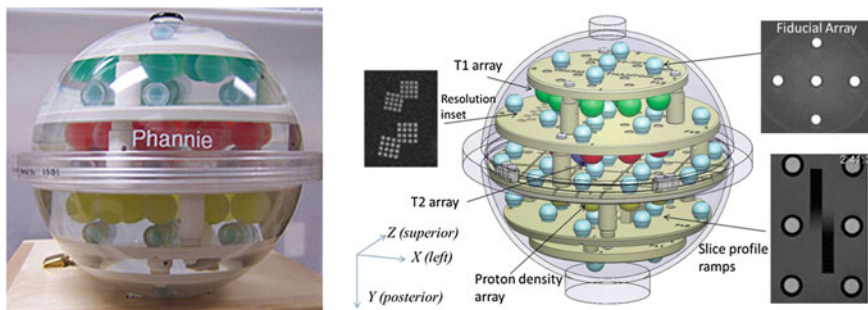 Phannie
T1 array
Resolution
inset
T2 array
Z (superior)
X (left)
Y (posterior)
Proton density
array
Slice profile
ramps
Fiducial Array